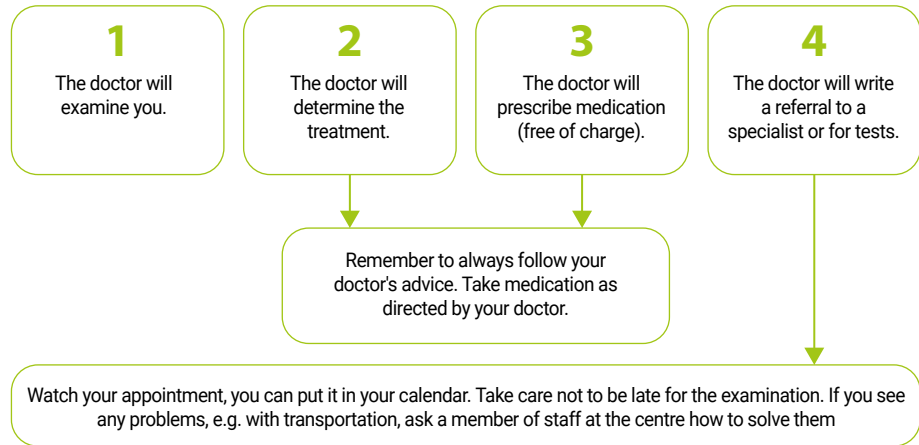 1
The doctor will
examine you.
2
The doctor will
determine the
treatment.
3
The doctor will
prescribe medication
(free of charge).
4
The doctor will write
a referral to a
specialist or for tests.
Remember to always follow your
doctor's advice. Take medication as
directed by your doctor.
Watch your appointment, you can put it in your calendar. Take care not to be late for the examination. If you see
any problems, e.g. with transportation, ask a member of staff at the centre how to solve them